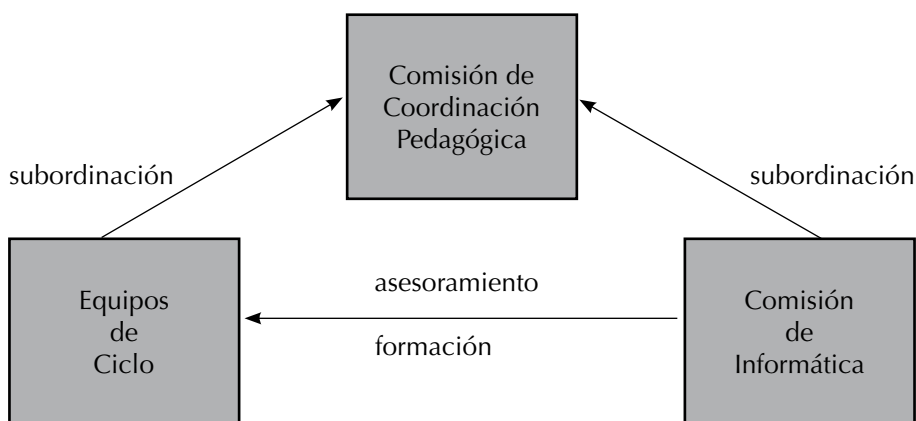 Comisión de
Coordinación
Pedagógica
subordinación
subordinación
Equipos
de
Ciclo
asesoramiento
formación
Comisión
de
Informática